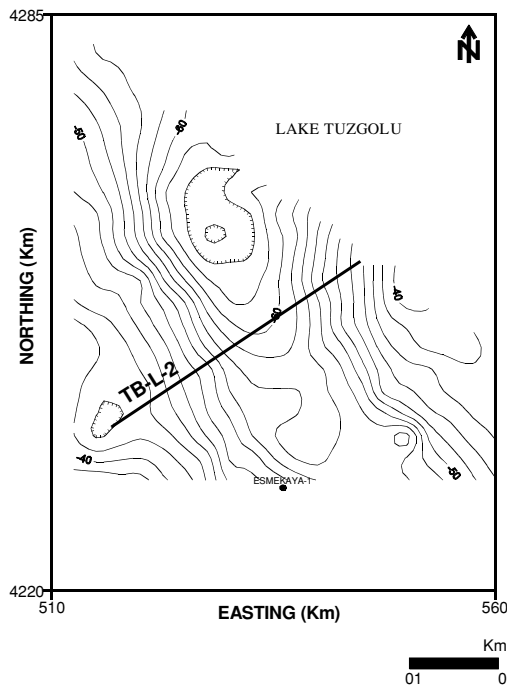 4285
N
-50
-60
LAKE TUZGOLU
NORTHING (Km)
-40
-60
TB-L-2
-40
-50
ESMEKAYA-1
4220
510
EASTING (Km)
560
Km
01 0